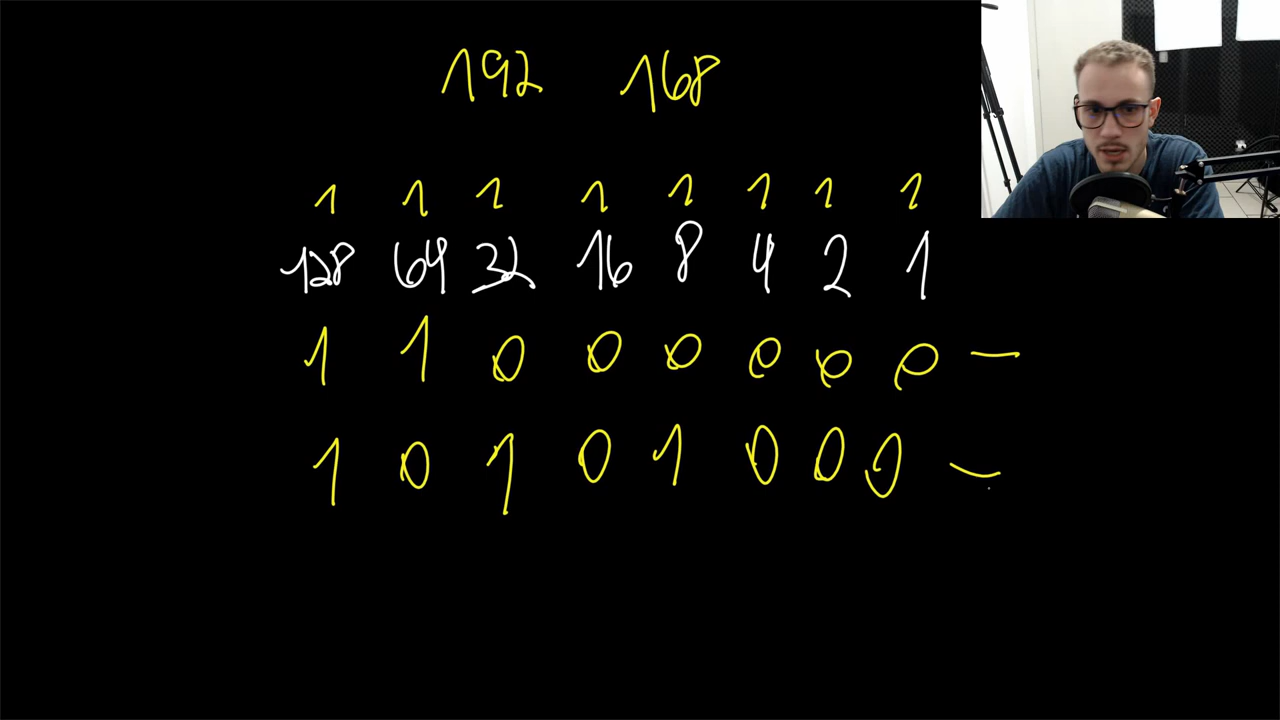 192 168
1 1 1 1 1 1 1 1
128 64 32 16 8 4 2 1
1 1 0 0 0 0 0 0 —
1 0 1 0 1 0 0 0 —